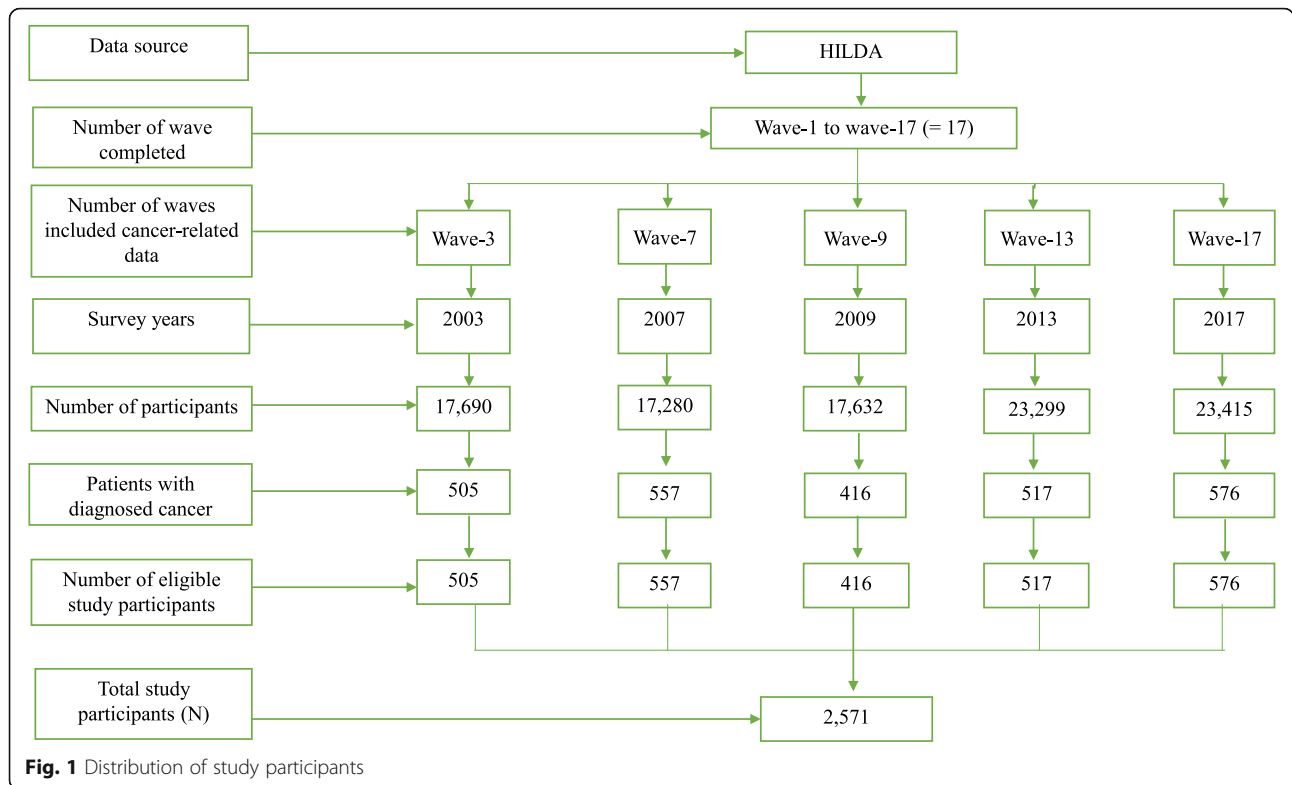 Data source
HILDA
Number of wave
completed
Wave-1 to wave-17 (= 17)
Number of waves
included cancer-related
data
Wave-3
Wave-7
Wave-9
Wave-13
Wave-17
Survey years
2003
2007
2009
2013
2017
Number of participants
17,690
17,280
17,632
23,299
23,415
Patients with
diagnosed cancer
505
557
416
517
576
Number of eligible
study participants
505
557
416
517
576
Total study
participants (N)
2,571
Fig. 1 Distribution of study participants